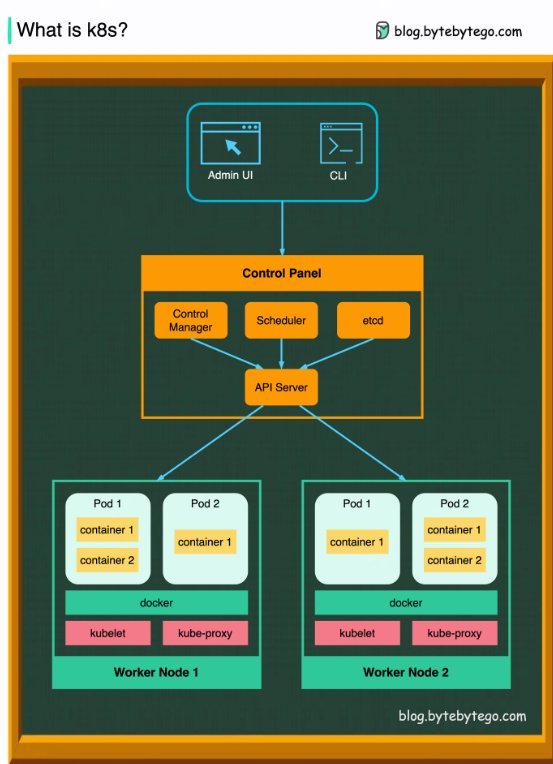 What is k8s?
blog.bytebytego.com
Admin UI
CLI
Control Panel
Control
Manager
Scheduler
etcd
API Server
Pod 1
Pod 2
container 1
container 2
container 1
docker
kubelet
kube-proxy
Worker Node 1
Pod 1
Pod 2
container 1
container 1
container 2
docker
kubelet
kube-proxy
Worker Node 2
blog.bytebytego.com